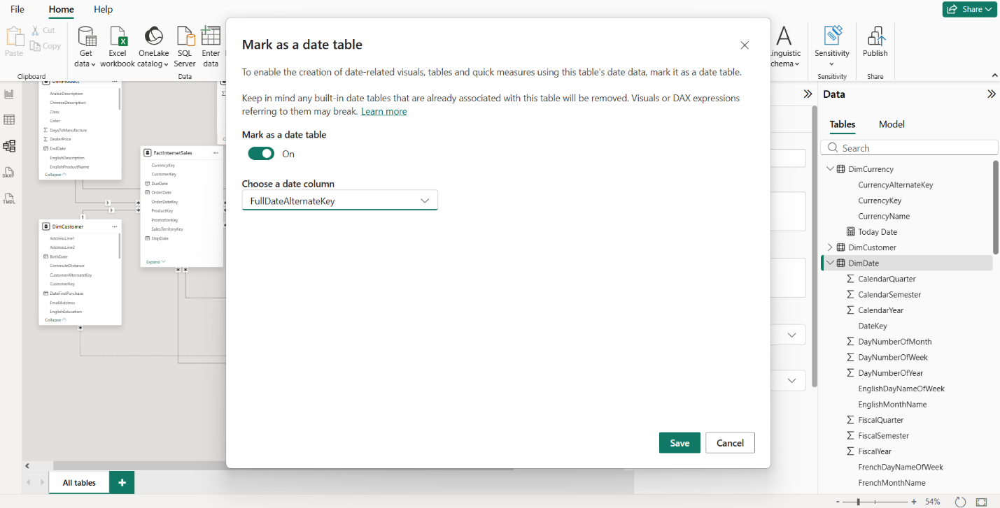 File Home Help
Share
Paste
Cut
Copy
Clipboard
Get data
Excel workbook
OneLake catalog
SQL Server
Enter data
Data
Linguistic schema
Sensitivity
Sensitivity
Publish
Share
DimProduct
ArabicDescription
ChineseDescription
Class
Color
DaysToManufacture
DealerPrice
EndDate
EnglishDescription
EnglishProductName
Collapse
FactInternetSales
CurrencyKey
CustomerKey
DueDate
OrderDate
OrderDateKey
ProductKey
PromotionKey
SalesTerritoryKey
ShipDate
Expand
DimCustomer
AddressLine1
AddressLine2
BirthDate
CommuteDistance
CustomerAlternateKey
CustomerKey
DateFirstPurchase
EmailAddress
EnglishEducation
Collapse
DAX
TMDL
Mark as a date table
To enable the creation of date-related visuals, tables and quick measures using this table's date data, mark it as a date table.
Keep in mind any built-in date tables that are already associated with this table will be removed. Visuals or DAX expressions
referring to them may break. Learn more
Mark as a date table
On
Choose a date column
FullDateAlternateKey
Save Cancel
Data
Tables Model
Search
DimCurrency
CurrencyAlternateKey
CurrencyKey
CurrencyName
Today Date
DimCustomer
DimDate
CalendarQuarter
CalendarSemester
CalendarYear
DateKey
DayNumberOfMonth
DayNumberOfWeek
DayNumberOfYear
EnglishDayNameOfWeek
EnglishMonthName
FiscalQuarter
FiscalSemester
FiscalYear
FrenchDayNameOfWeek
FrenchMonthName
All tables +
- + 54%